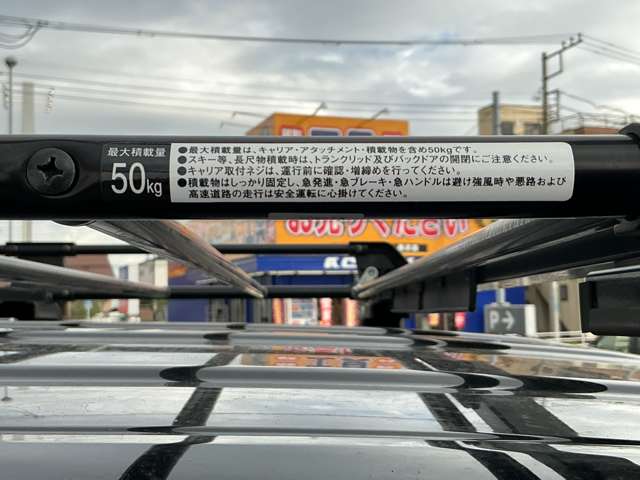 最大積載量
50kg
●最大積載量は、キャリア・アタッチメント・積載物を含め50kgです。
●スキー等、長尺物積載時は、トランクリッド及びバックドアの開閉にご注意ください。
●キャリア取付ネジは、運行前に確認・増締めを行ってください。
●積載物はしっかり固定し、急発進・急ブレーキ・急ハンドルは避け強風時や悪路および
高速道路の走行は安全運転に心掛けてください。
お売りください
P